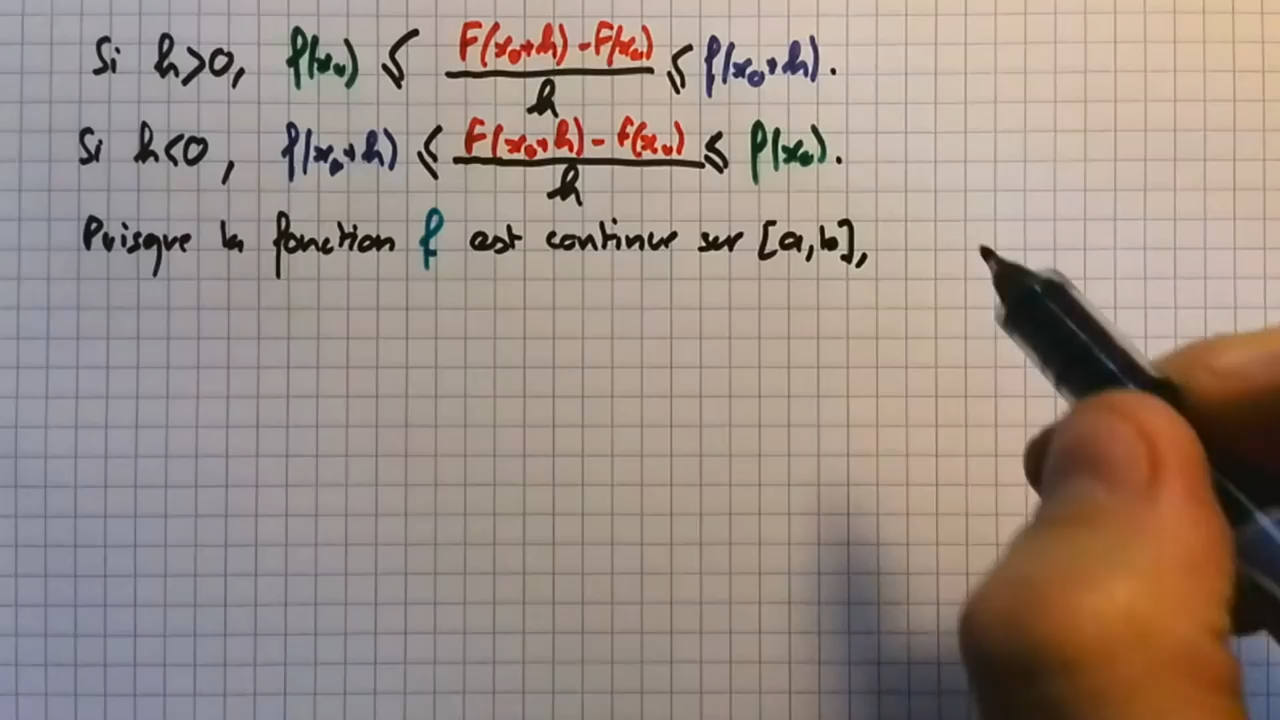 Si h>0, f(x₀) ⩽ F(x₀+h) - F(x₀) / h ⩽ f(x₀+h).
Si h<0, f(x₀+h) ⩽ F(x₀+h) - F(x₀) / h ⩽ f(x₀).
Puisque la fonction f est continue sur [a,b],